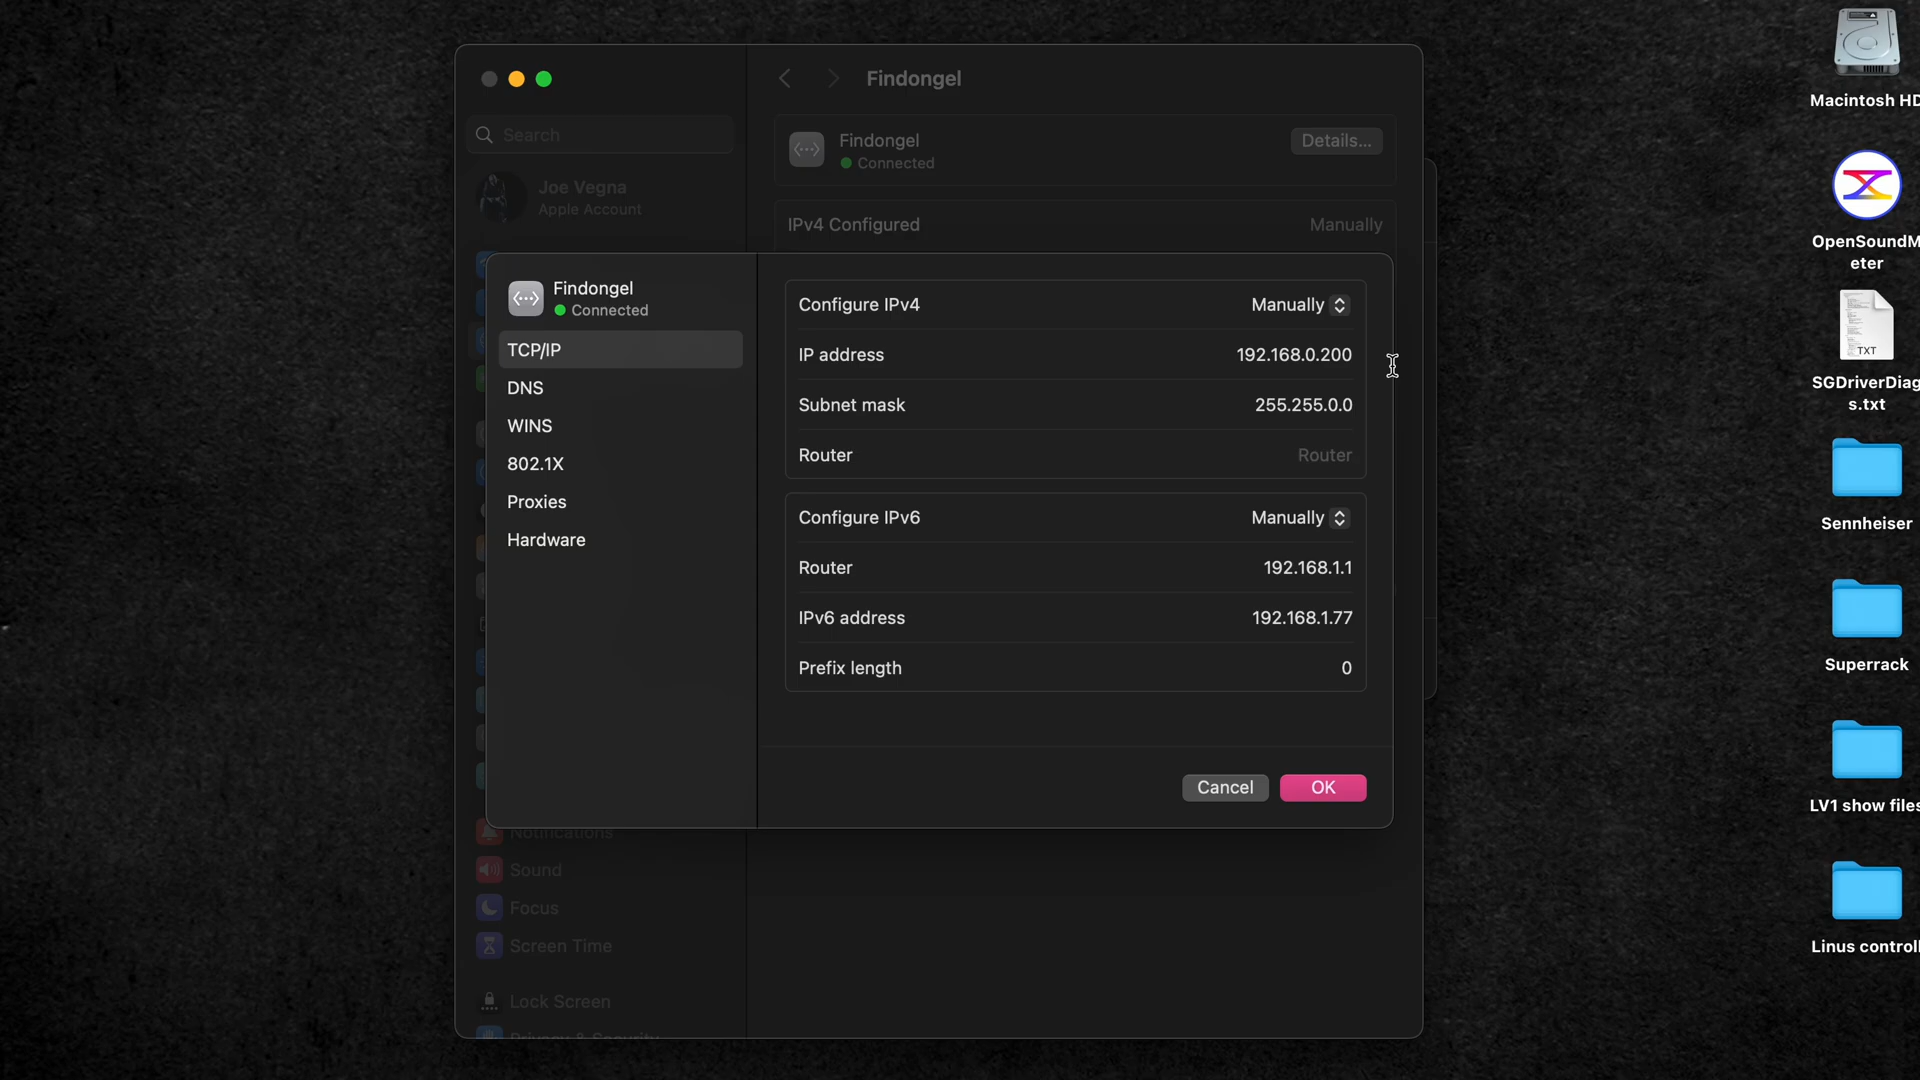 Findongel
Search
Findongel
Connected
Details...
Joe Vegna
Apple Account
IPv4 Configured
Manually
Findongel
Connected
TCP/IP
DNS
WINS
802.1X
Proxies
Hardware
Configure IPv4
Manually
IP address
192.168.0.200
Subnet mask
255.255.0.0
Router
Router
Configure IPv6
Manually
Router
192.168.1.1
IPv6 address
192.168.1.77
Prefix length
0
Cancel
OK
Notifications
Sound
Focus
Screen Time
Lock Screen
Privacy & Security
Macintosh HD
OpenSoundM
eter
TXT
SGDriverDiag
s.txt
Sennheiser
Superrack
LV1 show files
Linus control